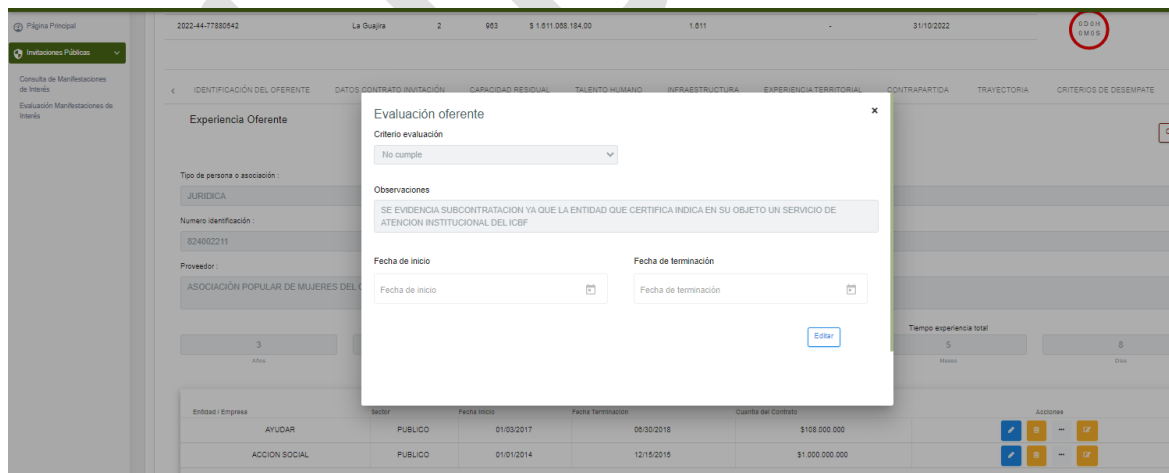 Página Principal
Invitaciones Públicas
Consulta de Manifestaciones
de Interés
Evaluación Manifestaciones de
Interés
2022-44-77880642 La Guajira 2 963 $ 1.611.068.184,00 1.611 - 31/10/2022
0D0H
0M0S
IDENTIFICACIÓN DEL OFERENTE DATOS CONTRATO INVITACIÓN CAPACIDAD RESIDUAL TALENTO HUMANO INFRAESTRUCTURA EXPERIENCIA TERRITORIAL CONTRAPARTIDA TRAYECTORIA CRITERIOS DE DESEMPATE
Experiencia Oferente
Tipo de persona o asociación :
JURIDICA
Numero identificación :
824002211
Proveedor :
ASOCIACIÓN POPULAR DE MUJERES DEL
Tiempo experiencia total
3 5 8
Años Meses Días
Evaluación oferente
×
Criterio evaluación
No cumple
Observaciones
SE EVIDENCIA SUBCONTRATACION YA QUE LA ENTIDAD QUE CERTIFICA INDICA EN SU OBJETO UN SERVICIO DE
ATENCION INSTITUCIONAL DEL ICBF
Fecha de inicio Fecha de terminación
Fecha de inicio Fecha de terminación
Editar
Entidad / Empresa Sector Fecha Inicio Fecha Terminación Cuantía del Contrato Acciones
AYUDAR PUBLICO 01/03/2017 06/30/2018 $108.000.000
ACCION SOCIAL PUBLICO 01/01/2014 12/15/2016 $1.000.000.000